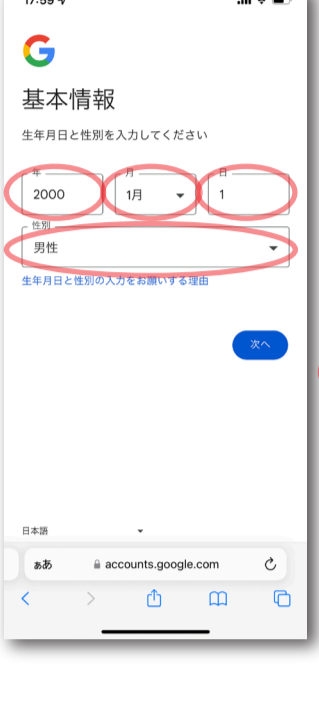 17:59
基本情報
生年月日と性別を入力してください
年 月 日
2000 1月 1
性別
男性
生年月日と性別の入力をお願いする理由
次へ
日本語
ぁあ accounts.google.com